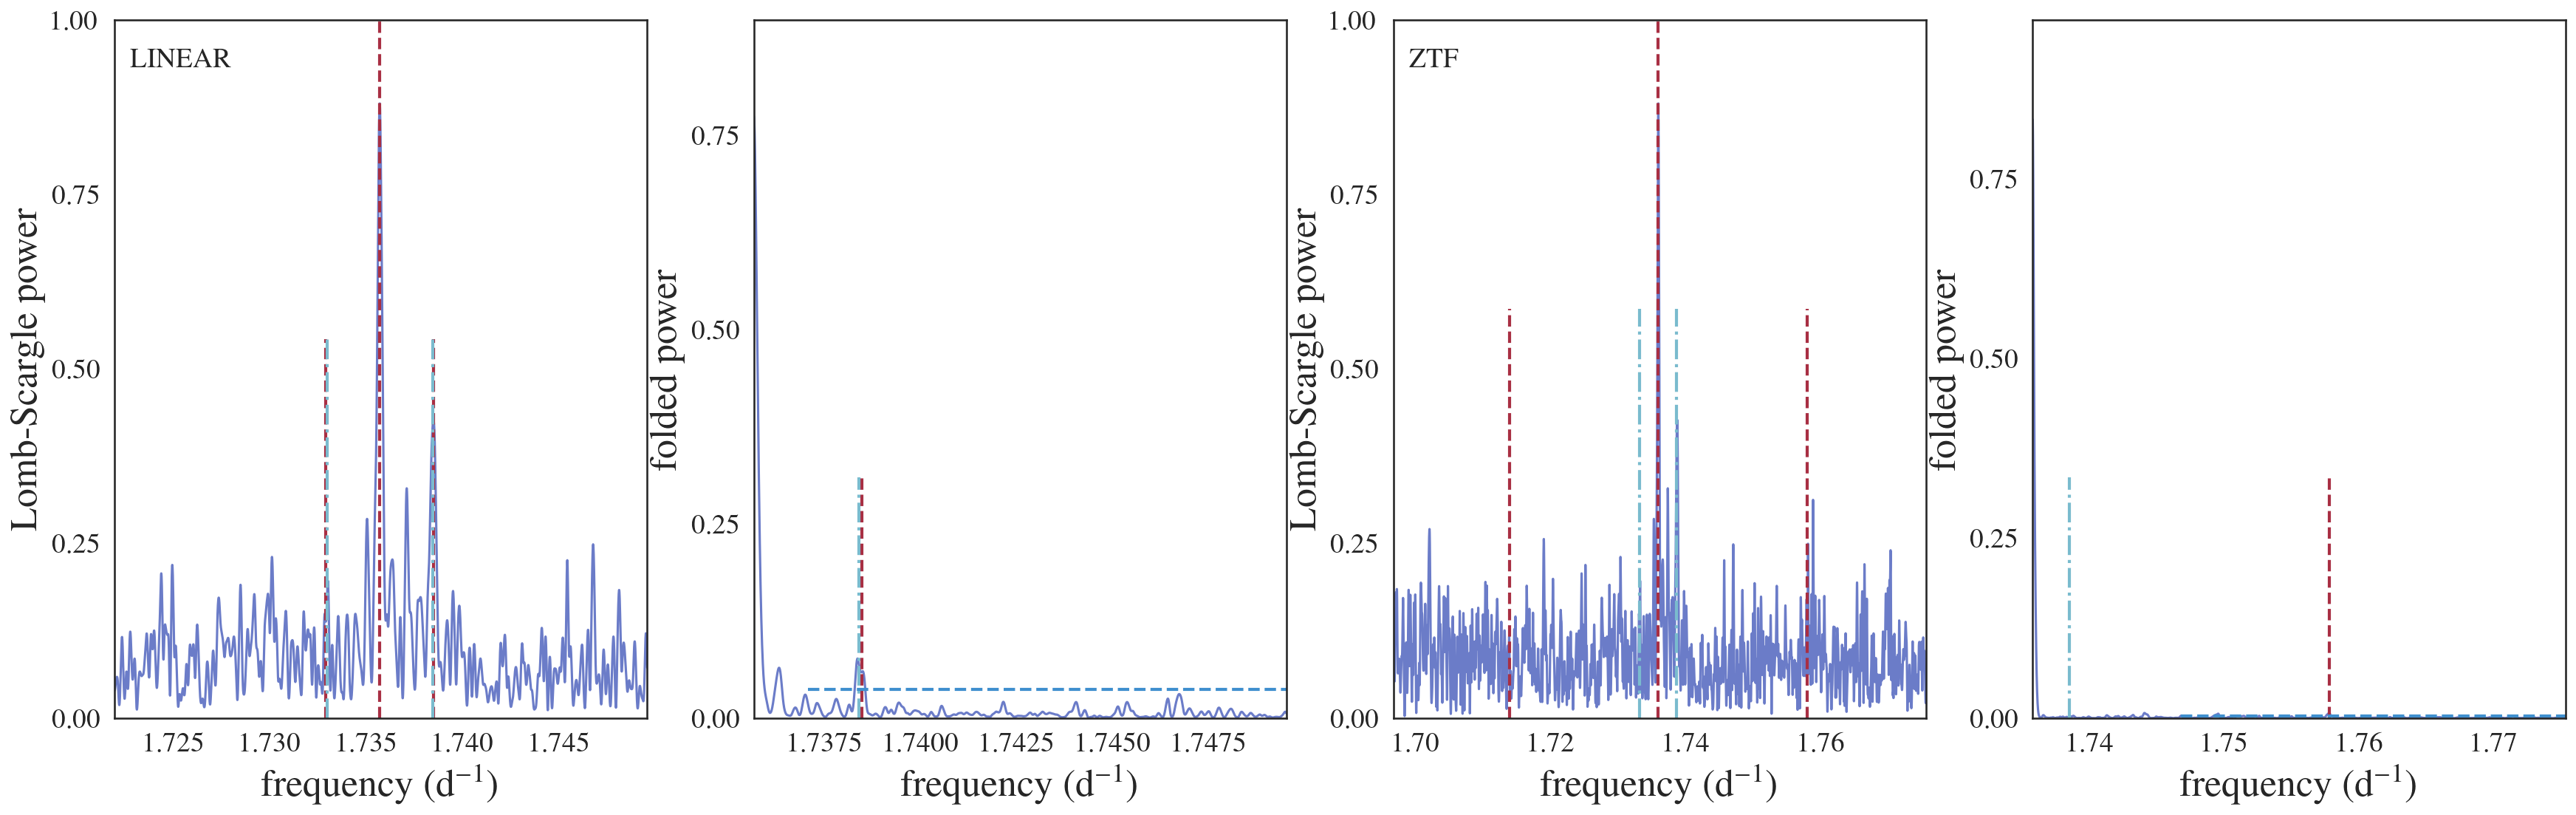 Lomb-Scargle power
1.00
0.75
0.50
0.25
0.00
LINEAR
1.725 1.730 1.735 1.740 1.745
frequency (d⁻¹)
folded power
0.75
0.50
0.25
0.00
1.7375 1.7400 1.7425 1.7450 1.7475
frequency (d⁻¹)
Lomb-Scargle power
1.00
0.75
0.50
0.25
0.00
ZTF
1.70 1.72 1.74 1.76
frequency (d⁻¹)
folded power
0.75
0.50
0.25
0.00
1.74 1.75 1.76 1.77
frequency (d⁻¹)